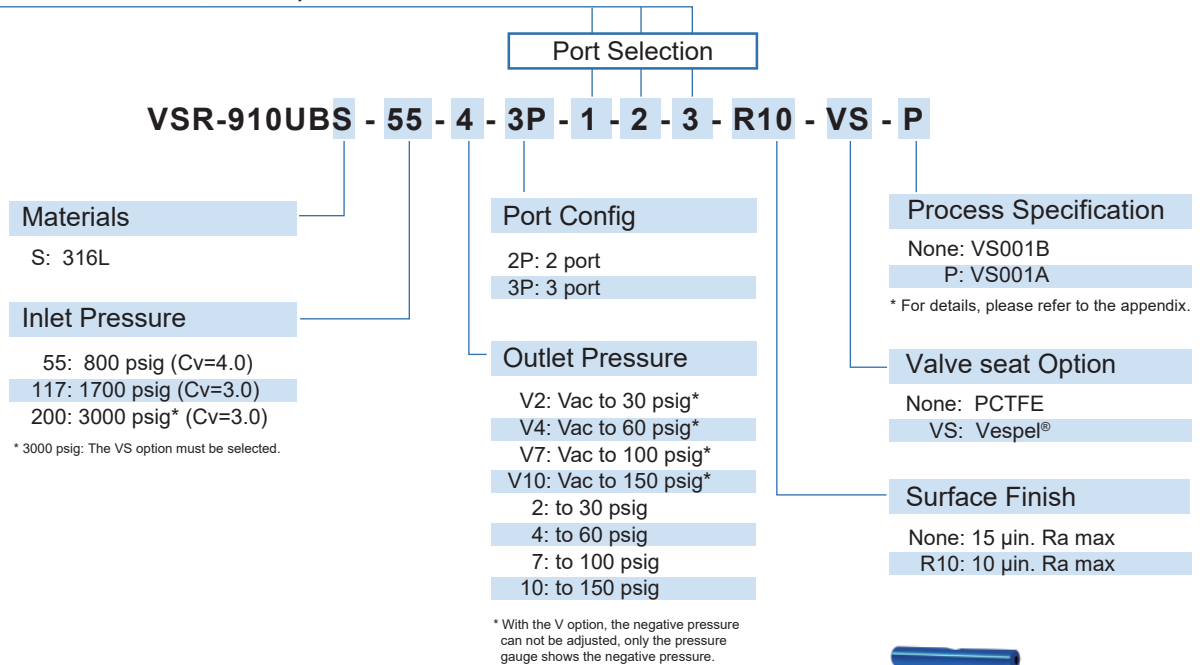 Port Selection
VSR-910UBS - 55 - 4 - 3P - 1 - 2 - 3 - R10 - VS - P
Materials
S: 316L
Inlet Pressure
55: 800 psig (Cv=4.0)
117: 1700 psig (Cv=3.0)
200: 3000 psig* (Cv=3.0)
* 3000 psig: The VS option must be selected.
Port Config
2P: 2 port
3P: 3 port
Outlet Pressure
V2: Vac to 30 psig*
V4: Vac to 60 psig*
V7: Vac to 100 psig*
V10: Vac to 150 psig*
2: to 30 psig
4: to 60 psig
7: to 100 psig
10: to 150 psig
* With the V option, the negative pressure
can not be adjusted, only the pressure
gauge shows the negative pressure.
Process Specification
None: VS001B
P: VS001A
* For details, please refer to the appendix.
Valve seat Option
None: PCTFE
VS: Vespel®
Surface Finish
None: 15 µin. Ra max
R10: 10 µin. Ra max